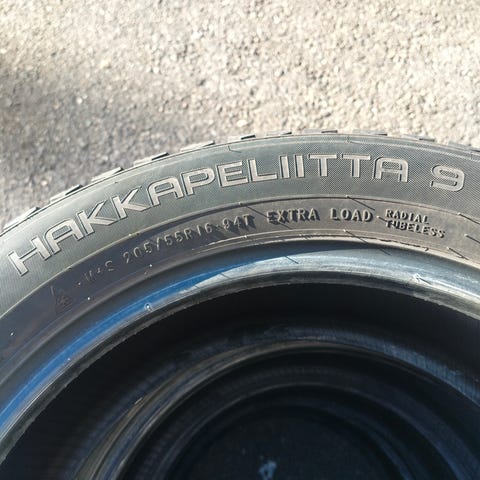 HAKKAPELIITTA 9
M+S 205/55R16 94T EXTRA LOAD RADIAL
TUBELESS